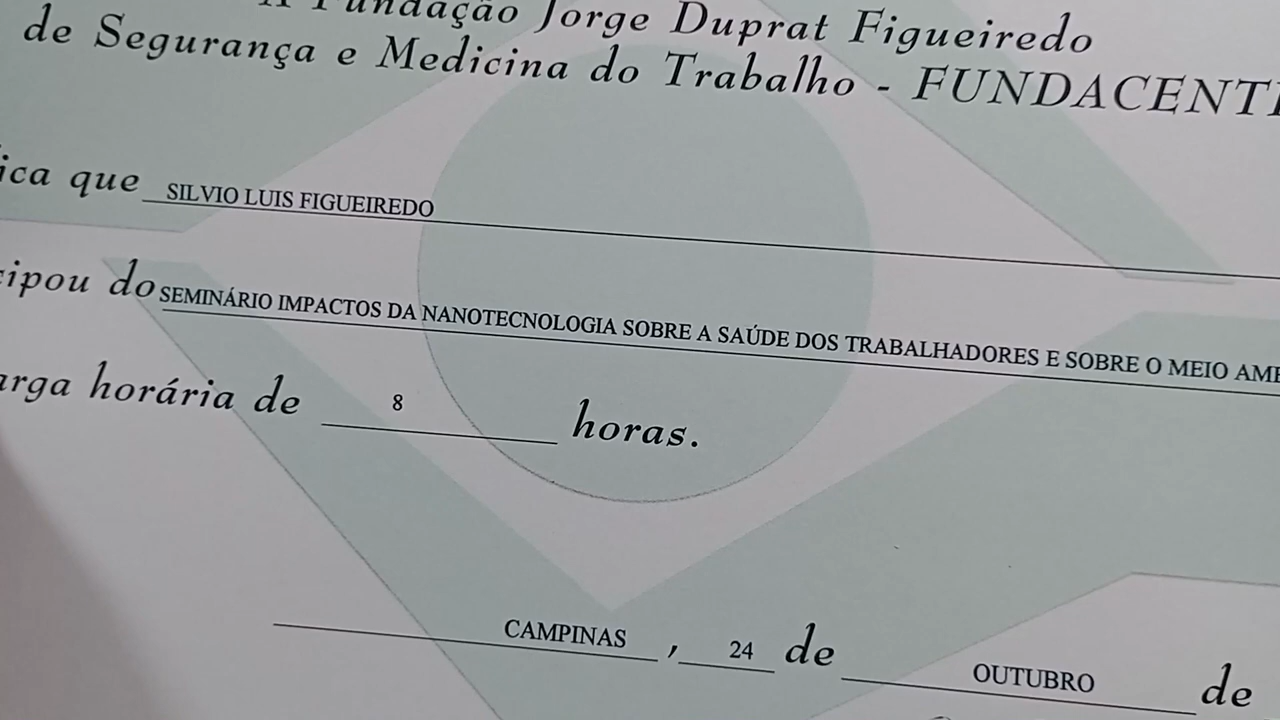 A Fundação Jorge Duprat Figueiredo
de Segurança e Medicina do Trabalho - FUNDACENT
ica que SILVIO LUIS FIGUEIREDO
cipou do SEMINÁRIO IMPACTOS DA NANOTECNOLOGIA SOBRE A SAÚDE DOS TRABALHADORES E SOBRE O MEIO AMB
arga horária de 8 horas.
CAMPINAS, 24 de OUTUBRO de